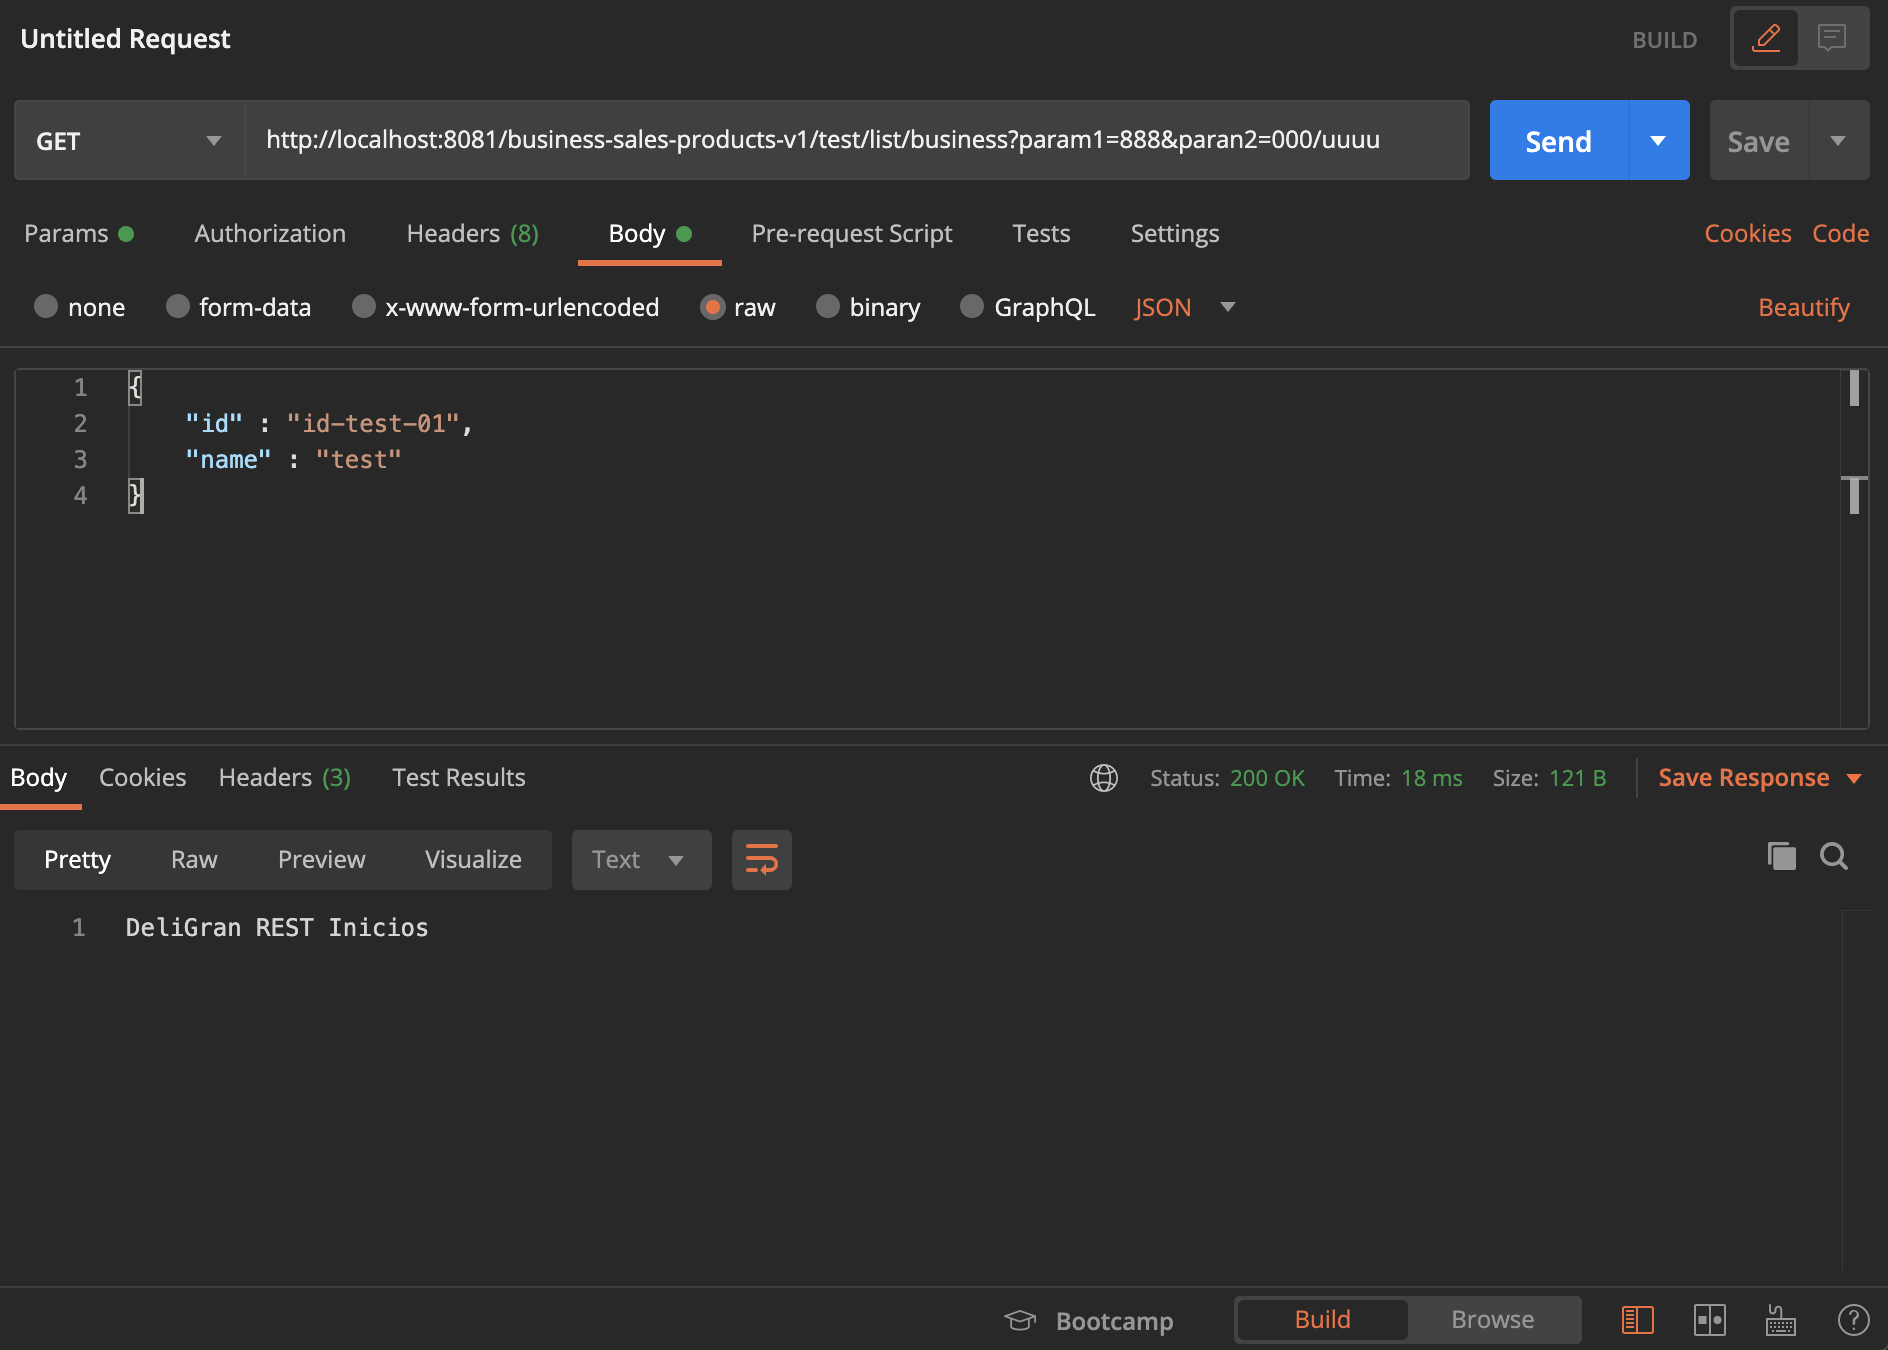 Untitled Request
BUILD
GET
http://localhost:8081/business-sales-products-v1/test/list/business?param1=888&paran2=000/uuuu
Send
Save
Params
Authorization
Headers (8)
Body
Pre-request Script
Tests
Settings
Cookies
Code
none
form-data
x-www-form-urlencoded
raw
binary
GraphQL
JSON
Beautify
1 {
2 "id" : "id-test-01",
3 "name" : "test"
4 }
Body
Cookies
Headers (3)
Test Results
Status: 200 OK
Time: 18 ms
Size: 121 B
Save Response
Pretty
Raw
Preview
Visualize
Text
1 DeliGran REST Inicios
Bootcamp
Build
Browse
?